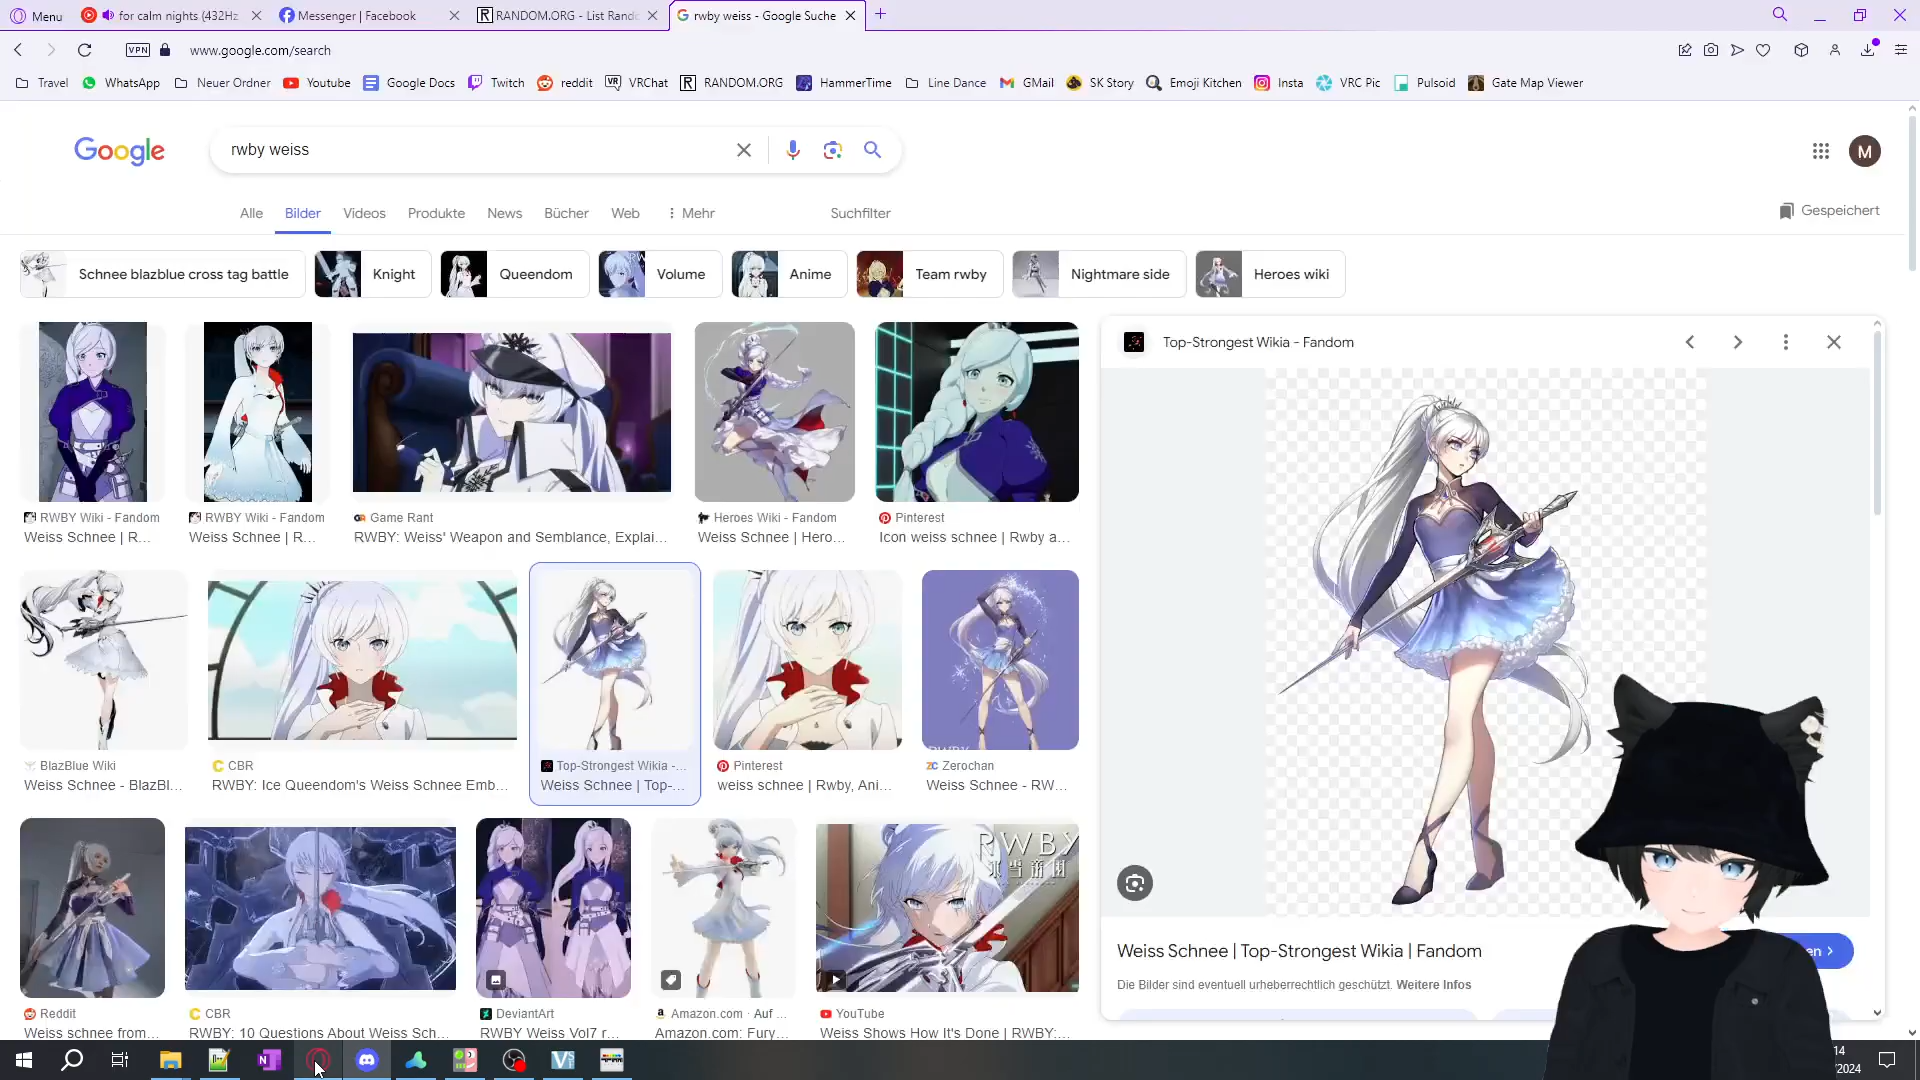 Menu
for calm nights (432Hz
Messenger | Facebook
RANDOM.ORG - List Rand
rwby weiss - Google Suche
VPN
www.google.com/search
Travel
WhatsApp
Neuer Ordner
Youtube
Google Docs
Twitch
reddit
VRChat
RANDOM.ORG
HammerTime
Line Dance
GMail
SK Story
Emoji Kitchen
Insta
VRC Pic
Pulsoid
Gate Map Viewer
Google
rwby weiss
M
Alle
Bilder
Videos
Produkte
News
Bücher
Web
Mehr
Suchfilter
Gespeichert
Schnee blazblue cross tag battle
Knight
Queendom
Volume
Anime
Team rwby
Nightmare side
Heroes wiki
RWBY Wiki - Fandom
Weiss Schnee | R...
RWBY Wiki - Fandom
Weiss Schnee | R...
Game Rant
RWBY: Weiss' Weapon and Semblance, Explai...
Heroes Wiki - Fandom
Weiss Schnee | Hero...
Pinterest
Icon weiss schnee | Rwby a...
BlazBlue Wiki
Weiss Schnee - BlazBl...
CBR
RWBY: Ice Queendom's Weiss Schnee Emb...
Top-Strongest Wikia -...
Weiss Schnee | Top-...
Pinterest
weiss schnee | Rwby, Ani...
Zerochan
Weiss Schnee - RW...
Reddit
Weiss schnee from...
CBR
RWBY: 10 Questions About Weiss Sch...
DeviantArt
RWBY Weiss Vol7 r...
Amazon.com · Auf ...
Amazon.com: Fury...
RWBY
YouTube
Weiss Shows How It's Done | RWBY:...
Top-Strongest Wikia - Fandom
Weiss Schnee | Top-Strongest Wikia | Fandom
en
Die Bilder sind eventuell urheberrechtlich geschützt. Weitere Infos
14
2024